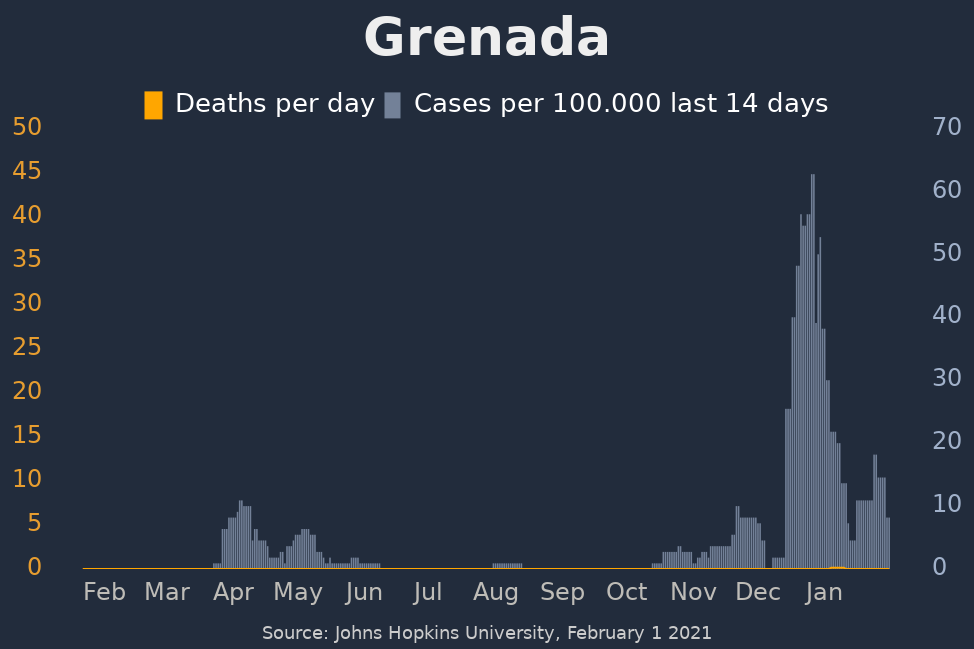 Grenada
Deaths per day Cases per 100.000 last 14 days
50 70
45
40 60
35 50
30 40
25
20 30
15 20
10 10
5
0 0
Feb Mar Apr May Jun Jul Aug Sep Oct Nov Dec Jan
Source: Johns Hopkins University, February 1 2021